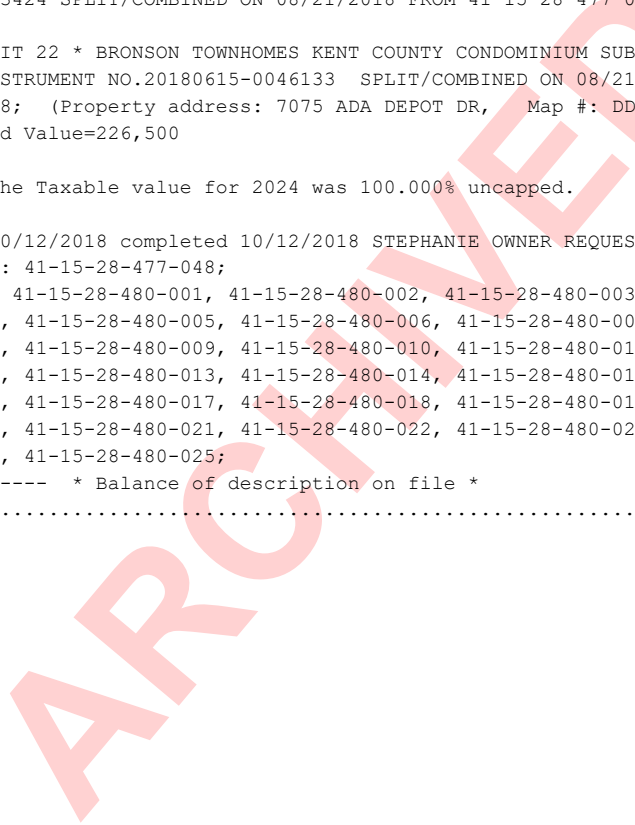 3424 SPLIT/COMBINED ON 08/21/2018 FROM 41-15-28-477-0
IT 22 * BRONSON TOWNHOMES KENT COUNTY CONDOMINIUM SUB
STRUMENT NO.20180615-0046133  SPLIT/COMBINED ON 08/21
8;  (Property address: 7075 ADA DEPOT DR,   Map #: DD
d Value=226,500
he Taxable value for 2024 was 100.000% uncapped.
0/12/2018 completed 10/12/2018 STEPHANIE OWNER REQUES
: 41-15-28-477-048;
41-15-28-480-001, 41-15-28-480-002, 41-15-28-480-003
, 41-15-28-480-005, 41-15-28-480-006, 41-15-28-480-00
, 41-15-28-480-009, 41-15-28-480-010, 41-15-28-480-01
, 41-15-28-480-013, 41-15-28-480-014, 41-15-28-480-01
, 41-15-28-480-017, 41-15-28-480-018, 41-15-28-480-01
, 41-15-28-480-021, 41-15-28-480-022, 41-15-28-480-02
, 41-15-28-480-025;
----  * Balance of description on file *
....................................................
ARCHIVED